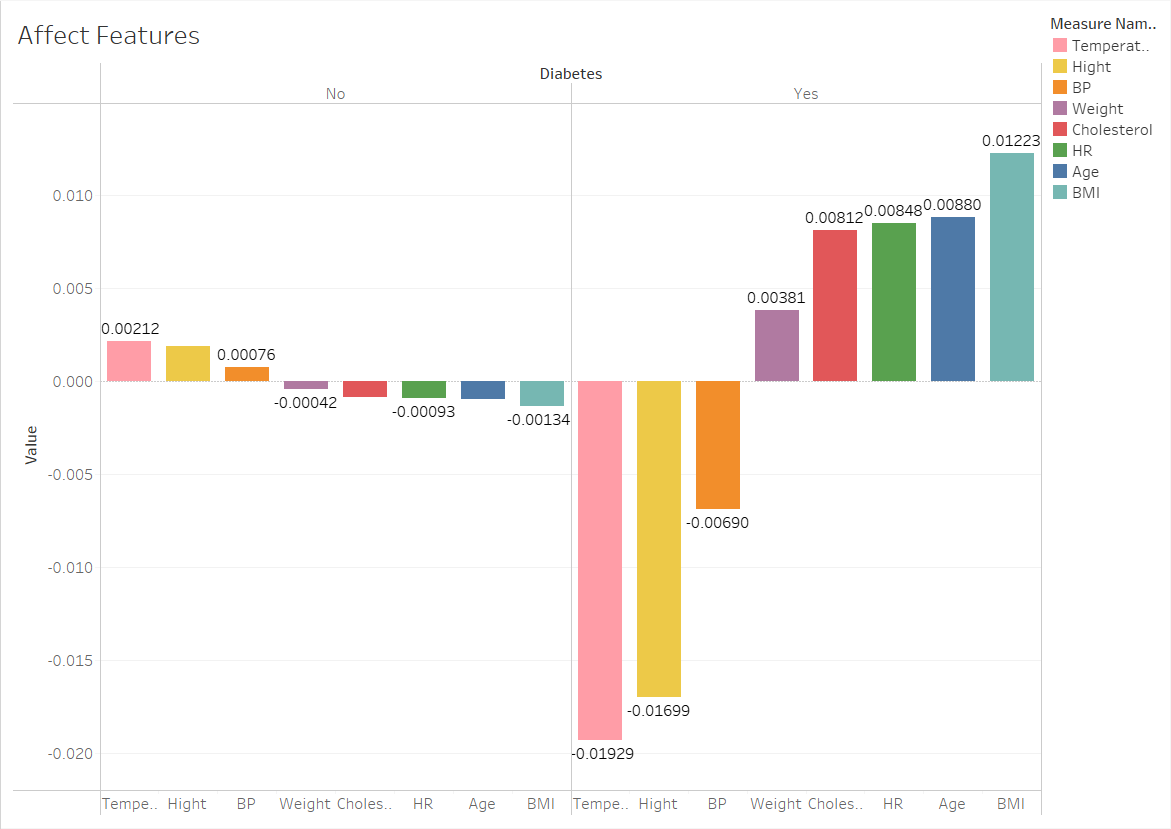 Affect Features
Diabetes
No
Yes
Measure Nam..
Temperat..
Hight
BP
Weight
Cholesterol
HR
Age
BMI
Value
0.010
0.005
0.000
-0.005
-0.010
-0.015
-0.020
0.00212
0.00076
-0.00042
-0.00093
-0.00134
-0.01929
-0.01699
-0.00690
0.00381
0.00812
0.00848
0.00880
0.01223
Tempe.. Hight BP Weight Choles.. HR Age BMI Tempe.. Hight BP Weight Choles.. HR Age BMI